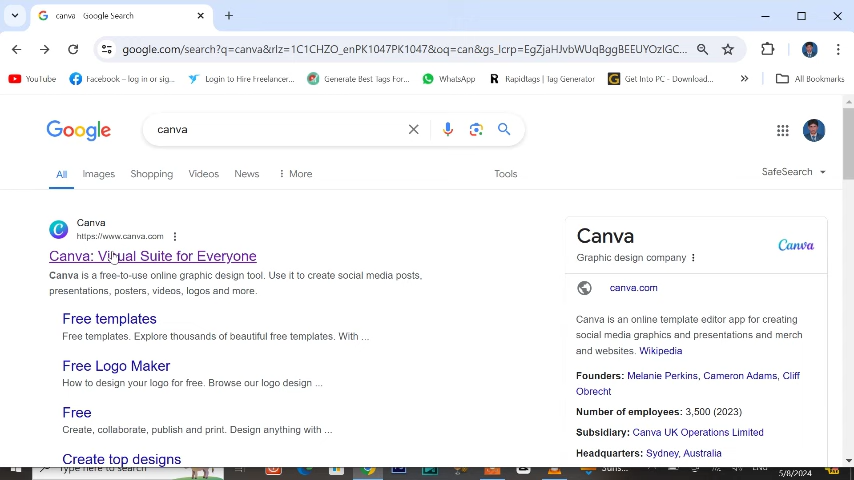 canva - Google Search
google.com/search?q=canva&rlz=1C1CHZO_enPK1047PK1047&oq=can&gs_lcrp=EgZjaHJvbWUqBggBEEUYOzIGC...
YouTube
Facebook – log in or sig...
Login to Hire Freelancer...
Generate Best Tags For...
WhatsApp
Rapidtags | Tag Generator
Get Into PC - Download...
All Bookmarks
Google
canva
All
Images
Shopping
Videos
News
More
Tools
SafeSearch
Canva
https://www.canva.com
Canva: Visual Suite for Everyone
Canva is a free-to-use online graphic design tool. Use it to create social media posts,
presentations, posters, videos, logos and more.
Free templates
Free templates. Explore thousands of beautiful free templates. With ...
Free Logo Maker
How to design your logo for free. Browse our logo design ...
Free
Create, collaborate, publish and print. Design anything with ...
Create top designs
Canva
Graphic design company
Canva
canva.com
Canva is an online template editor app for creating
social media graphics and presentations and merch
and websites. Wikipedia
Founders: Melanie Perkins, Cameron Adams, Cliff
Obrecht
Number of employees: 3,500 (2023)
Subsidiary: Canva UK Operations Limited
Headquarters: Sydney, Australia
Type here to search
5/8/2024